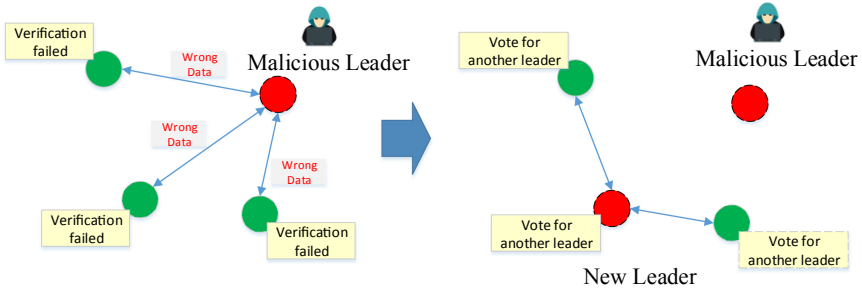 Verification
failed
Wrong
Data
Malicious Leader
Wrong
Data
Wrong
Data
Verification
failed
Verification
failed
Vote for
another leader
Malicious Leader
Vote for
another leader
Vote for
another leader
New Leader